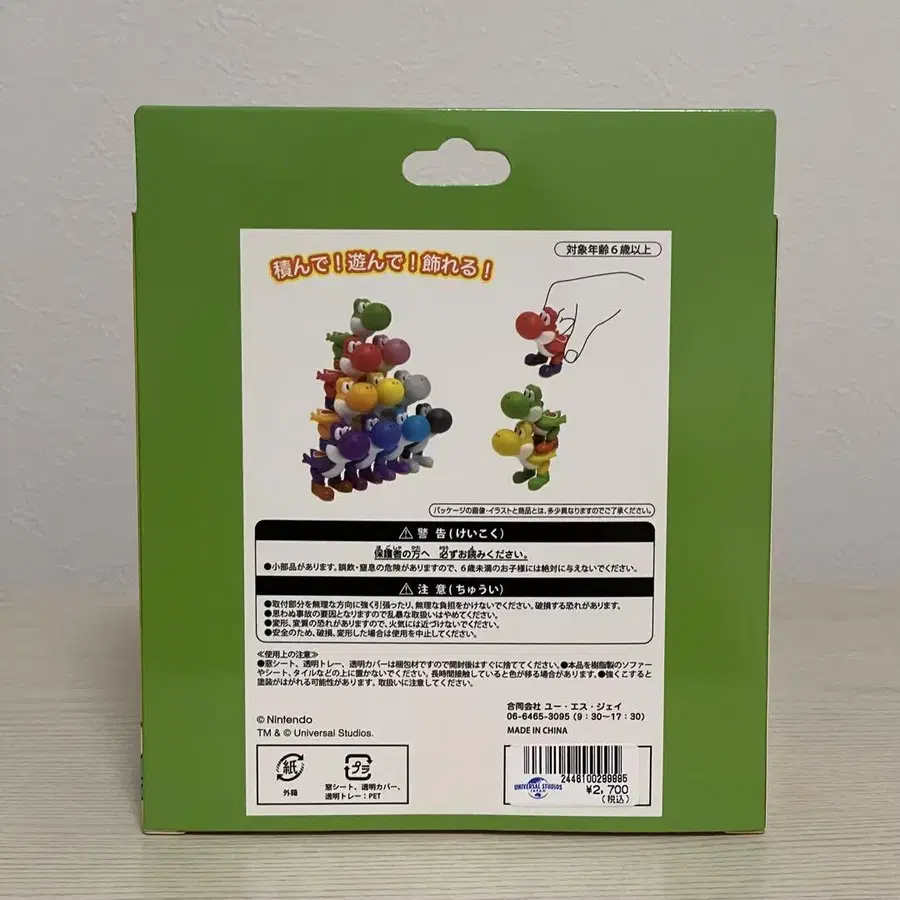 積んで!遊んで!飾れる!
対象年齢6歳以上
パッケージの画像・イラストと商品とは、多少異なりますのでご了承ください。
⚠ 警告(けいこく)
保護者の方へ 必ずお読みください。
●小部品があります。誤飲・窒息の危険がありますので、6歳未満のお子様には絶対に与えないでください。
⚠ 注意(ちゅうい)
●取付部分を無理な方向に強く引張ったり、無理な負担をかけないでください。破損する恐れがあります。
●思わぬ事故の要因となりますので乱暴な取扱いはやめてください。
●変形、変質の恐れがありますので、火気には近づけないでください。
●安全のため、破損、変形した場合は使用を中止してください。
≪使用上の注意≫
●窓シート、透明トレー、透明カバーは梱包材ですので開封後はすぐに捨ててください。●本品を樹脂製のソファー
やシート、タイルなどの上に置かないでください。長時間接触していると色が移る場合があります。●強くこすると
塗装がはがれる可能性があります。取扱いに注意してください。
© Nintendo
TM & © Universal Studios.
合同会社 ユー・エス・ジェイ
06-6465-3095(9:30〜17:30)
MADE IN CHINA
紙
外箱
プラ
窓シート、透明カバー、
透明トレー:PET
UNIVERSAL STUDIOS
JAPAN
¥2,700
(税込)